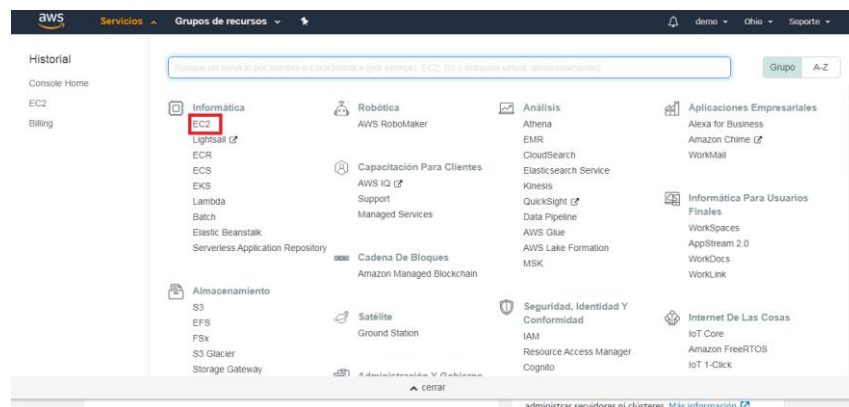 aws Servicios Grupos de recursos demo Ohio Soporte
Historial
Console Home
EC2
Billing
Busque un servicio por nombre o característica (por ejemplo, EC2, S3 o máquina virtual, almacenamiento).
Grupo A-Z
Informática
EC2
Lightsail
ECR
ECS
EKS
Lambda
Batch
Elastic Beanstalk
Serverless Application Repository
Almacenamiento
S3
EFS
FSx
S3 Glacier
Storage Gateway
Robótica
AWS RoboMaker
Capacitación Para Clientes
AWS IQ
Support
Managed Services
Cadena De Bloques
Amazon Managed Blockchain
Satélite
Ground Station
Administración Y Gobierno
Análisis
Athena
EMR
CloudSearch
Elasticsearch Service
Kinesis
QuickSight
Data Pipeline
AWS Glue
AWS Lake Formation
MSK
Seguridad, Identidad Y
Conformidad
IAM
Resource Access Manager
Cognito
Aplicaciones Empresariales
Alexa for Business
Amazon Chime
WorkMail
Informática Para Usuarios
Finales
WorkSpaces
AppStream 2.0
WorkDocs
WorkLink
Internet De Las Cosas
IoT Core
Amazon FreeRTOS
IoT 1-Click
cerrar
administrar servidores ni clústeres. Más información